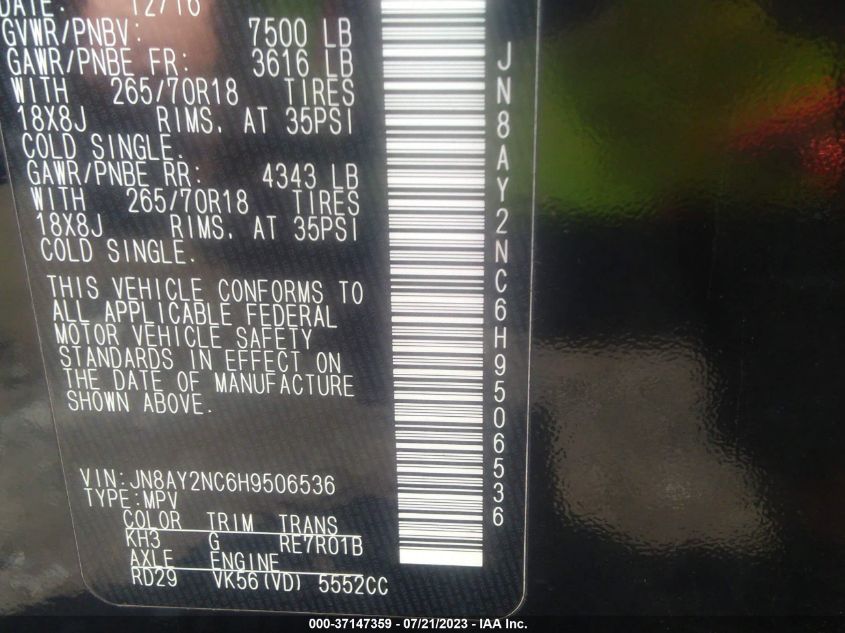 DATE: 12/16
GVWR/PNBV: 7500 LB
GAWR/PNBE FR: 3616 LB
WITH 265/70R18 TIRES
18X8J RIMS, AT 35PSI
COLD SINGLE.
GAWR/PNBE RR: 4343 LB
WITH 265/70R18 TIRES
18X8J RIMS, AT 35PSI
COLD SINGLE.
THIS VEHICLE CONFORMS TO
ALL APPLICABLE FEDERAL
MOTOR VEHICLE SAFETY
STANDARDS IN EFFECT ON
THE DATE OF MANUFACTURE
SHOWN ABOVE.
VIN:JN8AY2NC6H9506536
TYPE:MPV
COLOR TRIM TRANS
KH3 G RE7R01B
AXLE ENGINE
RD29 VK56(VD) 5552CC
JN8AY2NC6H9506536
000-37147359 - 07/21/2023 - IAA Inc.